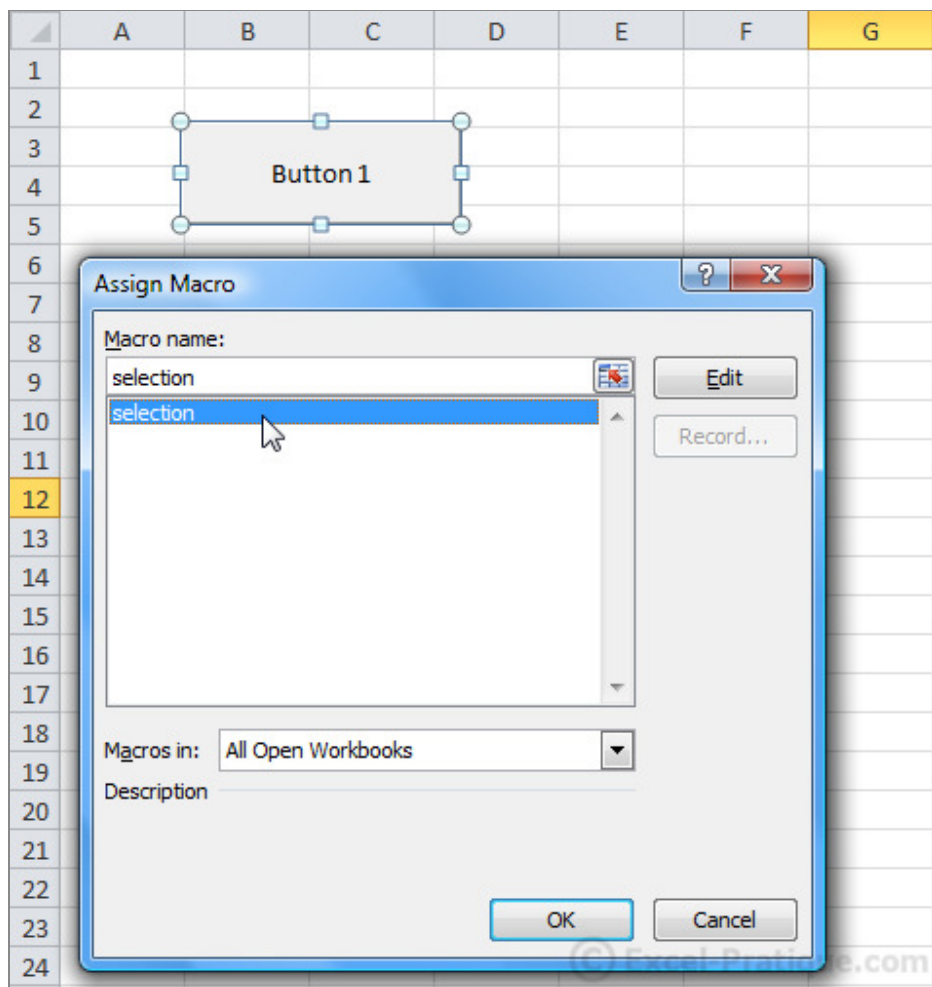 A B C D E F G
1
2
3
Button 1
4
5
6
Assign Macro
7
8
Macro name:
9
selection
Edit
10
selection
Record...
11
12
13
14
15
16
17
18
Macros in: All Open Workbooks
19
Description
20
21
22
23
OK Cancel
24
© Excel-Pratique.com